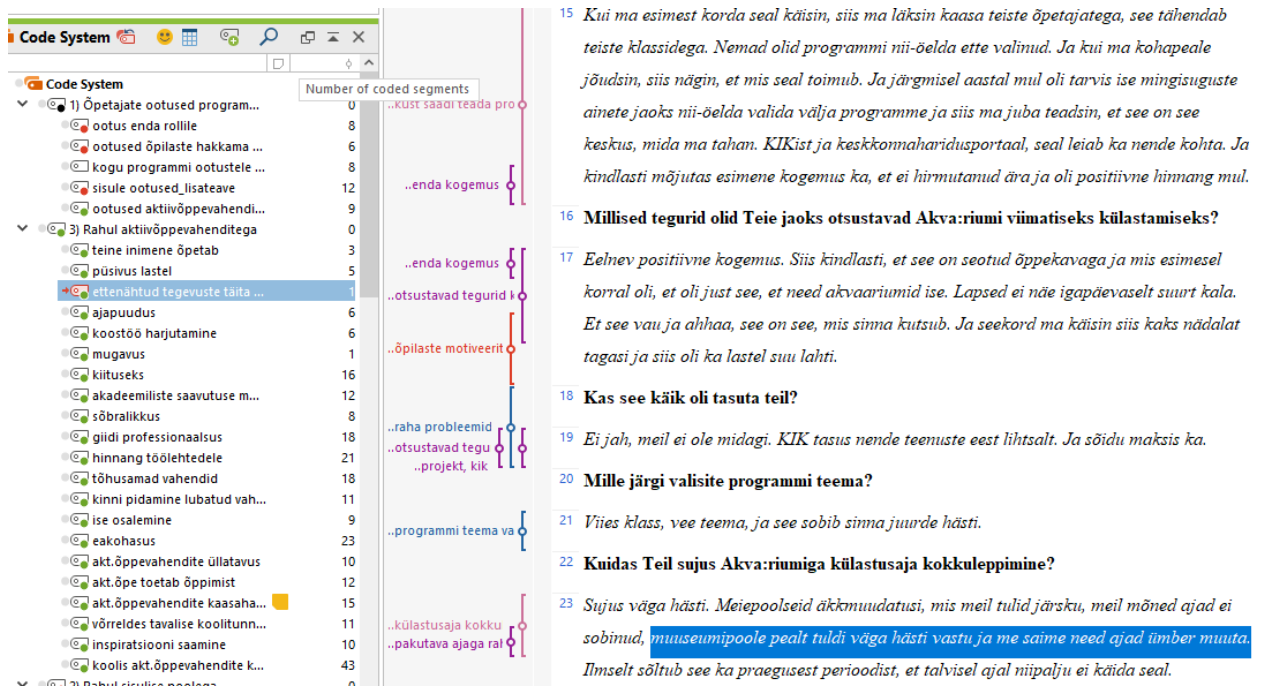 Code System
Code System
Number of coded segments
1) Õpetajate ootused program... 0
ootus enda rollile 8
ootused õpilaste hakkama ... 6
kogu programmi ootustele ... 8
sisule ootused_lisateave 12
ootused aktiivõppevahendi... 9
3) Rahul aktiivõppevahenditega 0
teine inimene õpetab 3
püsivus lastel 5
ettenähtud tegevuste täita ... 1
ajapuudus 6
koostöö harjutamine 6
mugavus 1
kiituseks 16
akadeemiliste saavutuse m... 12
sõbralikkus 8
giidi professionaalsus 18
hinnang töölehtedele 21
tõhusamad vahendid 18
kinni pidamine lubatud vah... 11
ise osalemine 9
eakohasus 23
akt.õppevahendite üllatavus 10
akt.õpe toetab õppimist 12
akt.õppevahendite kaasaha... 15
võrreldes tavalise koolitunn... 11
inspiratsiooni saamine 10
koolis akt.õppevahendite k... 43
2) Rahul sisulise poolega 0
..kust saadi teada pro
..enda kogemus
..enda kogemus
..otsustavad tegurid k
..õpilaste motiveerit
..raha probleemid
..otsustavad tegu
..projekt, kik
..programmi teema va
..külastusaja kokku
..pakutava ajaga rah
15 Kui ma esimest korda seal käisin, siis ma läksin kaasa teiste õpetajatega, see tähendab
teiste klassidega. Nemad olid programmi nii-öelda ette valinud. Ja kui ma kohapeale
jõudsin, siis nägin, et mis seal toimub. Ja järgmisel aastal mul oli tarvis ise mingisuguste
ainete jaoks nii-öelda valida välja programme ja siis ma juba teadsin, et see on see
keskus, mida ma tahan. KIKist ja keskkonnaharidusportaal, seal leiab ka nende kohta. Ja
kindlasti mõjutas esimene kogemus ka, et ei hirmutanud ära ja oli positiivne hinnang mul.
16 Millised tegurid olid Teie jaoks otsustavad Akva:riumi viimatiseks külastamiseks?
17 Eelnev positiivne kogemus. Siis kindlasti, et see on seotud õppekavaga ja mis esimesel
korral oli, et oli just see, et need akvaariumid ise. Lapsed ei näe igapäevaselt suurt kala.
Et see vau ja ahhaa, see on see, mis sinna kutsub. Ja seekord ma käisin siis kaks nädalat
tagasi ja siis oli ka lastel suu lahti.
18 Kas see käik oli tasuta teil?
19 Ei jah, meil ei ole midagi. KIK tasus nende teenuste eest lihtsalt. Ja sõidu maksis ka.
20 Mille järgi valisite programmi teema?
21 Viies klass, vee teema, ja see sobib sinna juurde hästi.
22 Kuidas Teil sujus Akva:riumiga külastusaja kokkuleppimine?
23 Sujus väga hästi. Meiepoolseid äkkmuudatusi, mis meil tulid järsku, meil mõned ajad ei
sobinud, muuseumipoole pealt tuldi väga hästi vastu ja me saime need ajad ümber muuta.
Ilmselt sõltub see ka praegusest perioodist, et talvisel ajal niipalju ei käida seal.